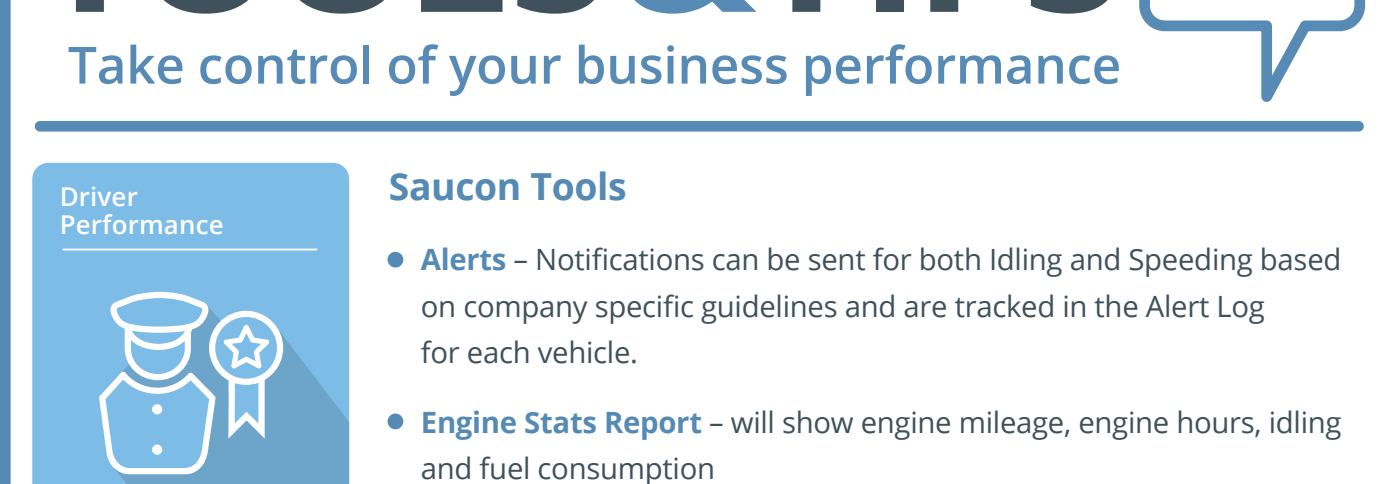 TOOLS&TIPS
Take control of your business performance
Driver
Performance
Saucon Tools
Alerts – Notifications can be sent for both Idling and Speeding based
on company specific guidelines and are tracked in the Alert Log
for each vehicle.
Engine Stats Report – will show engine mileage, engine hours, idling
and fuel consumption